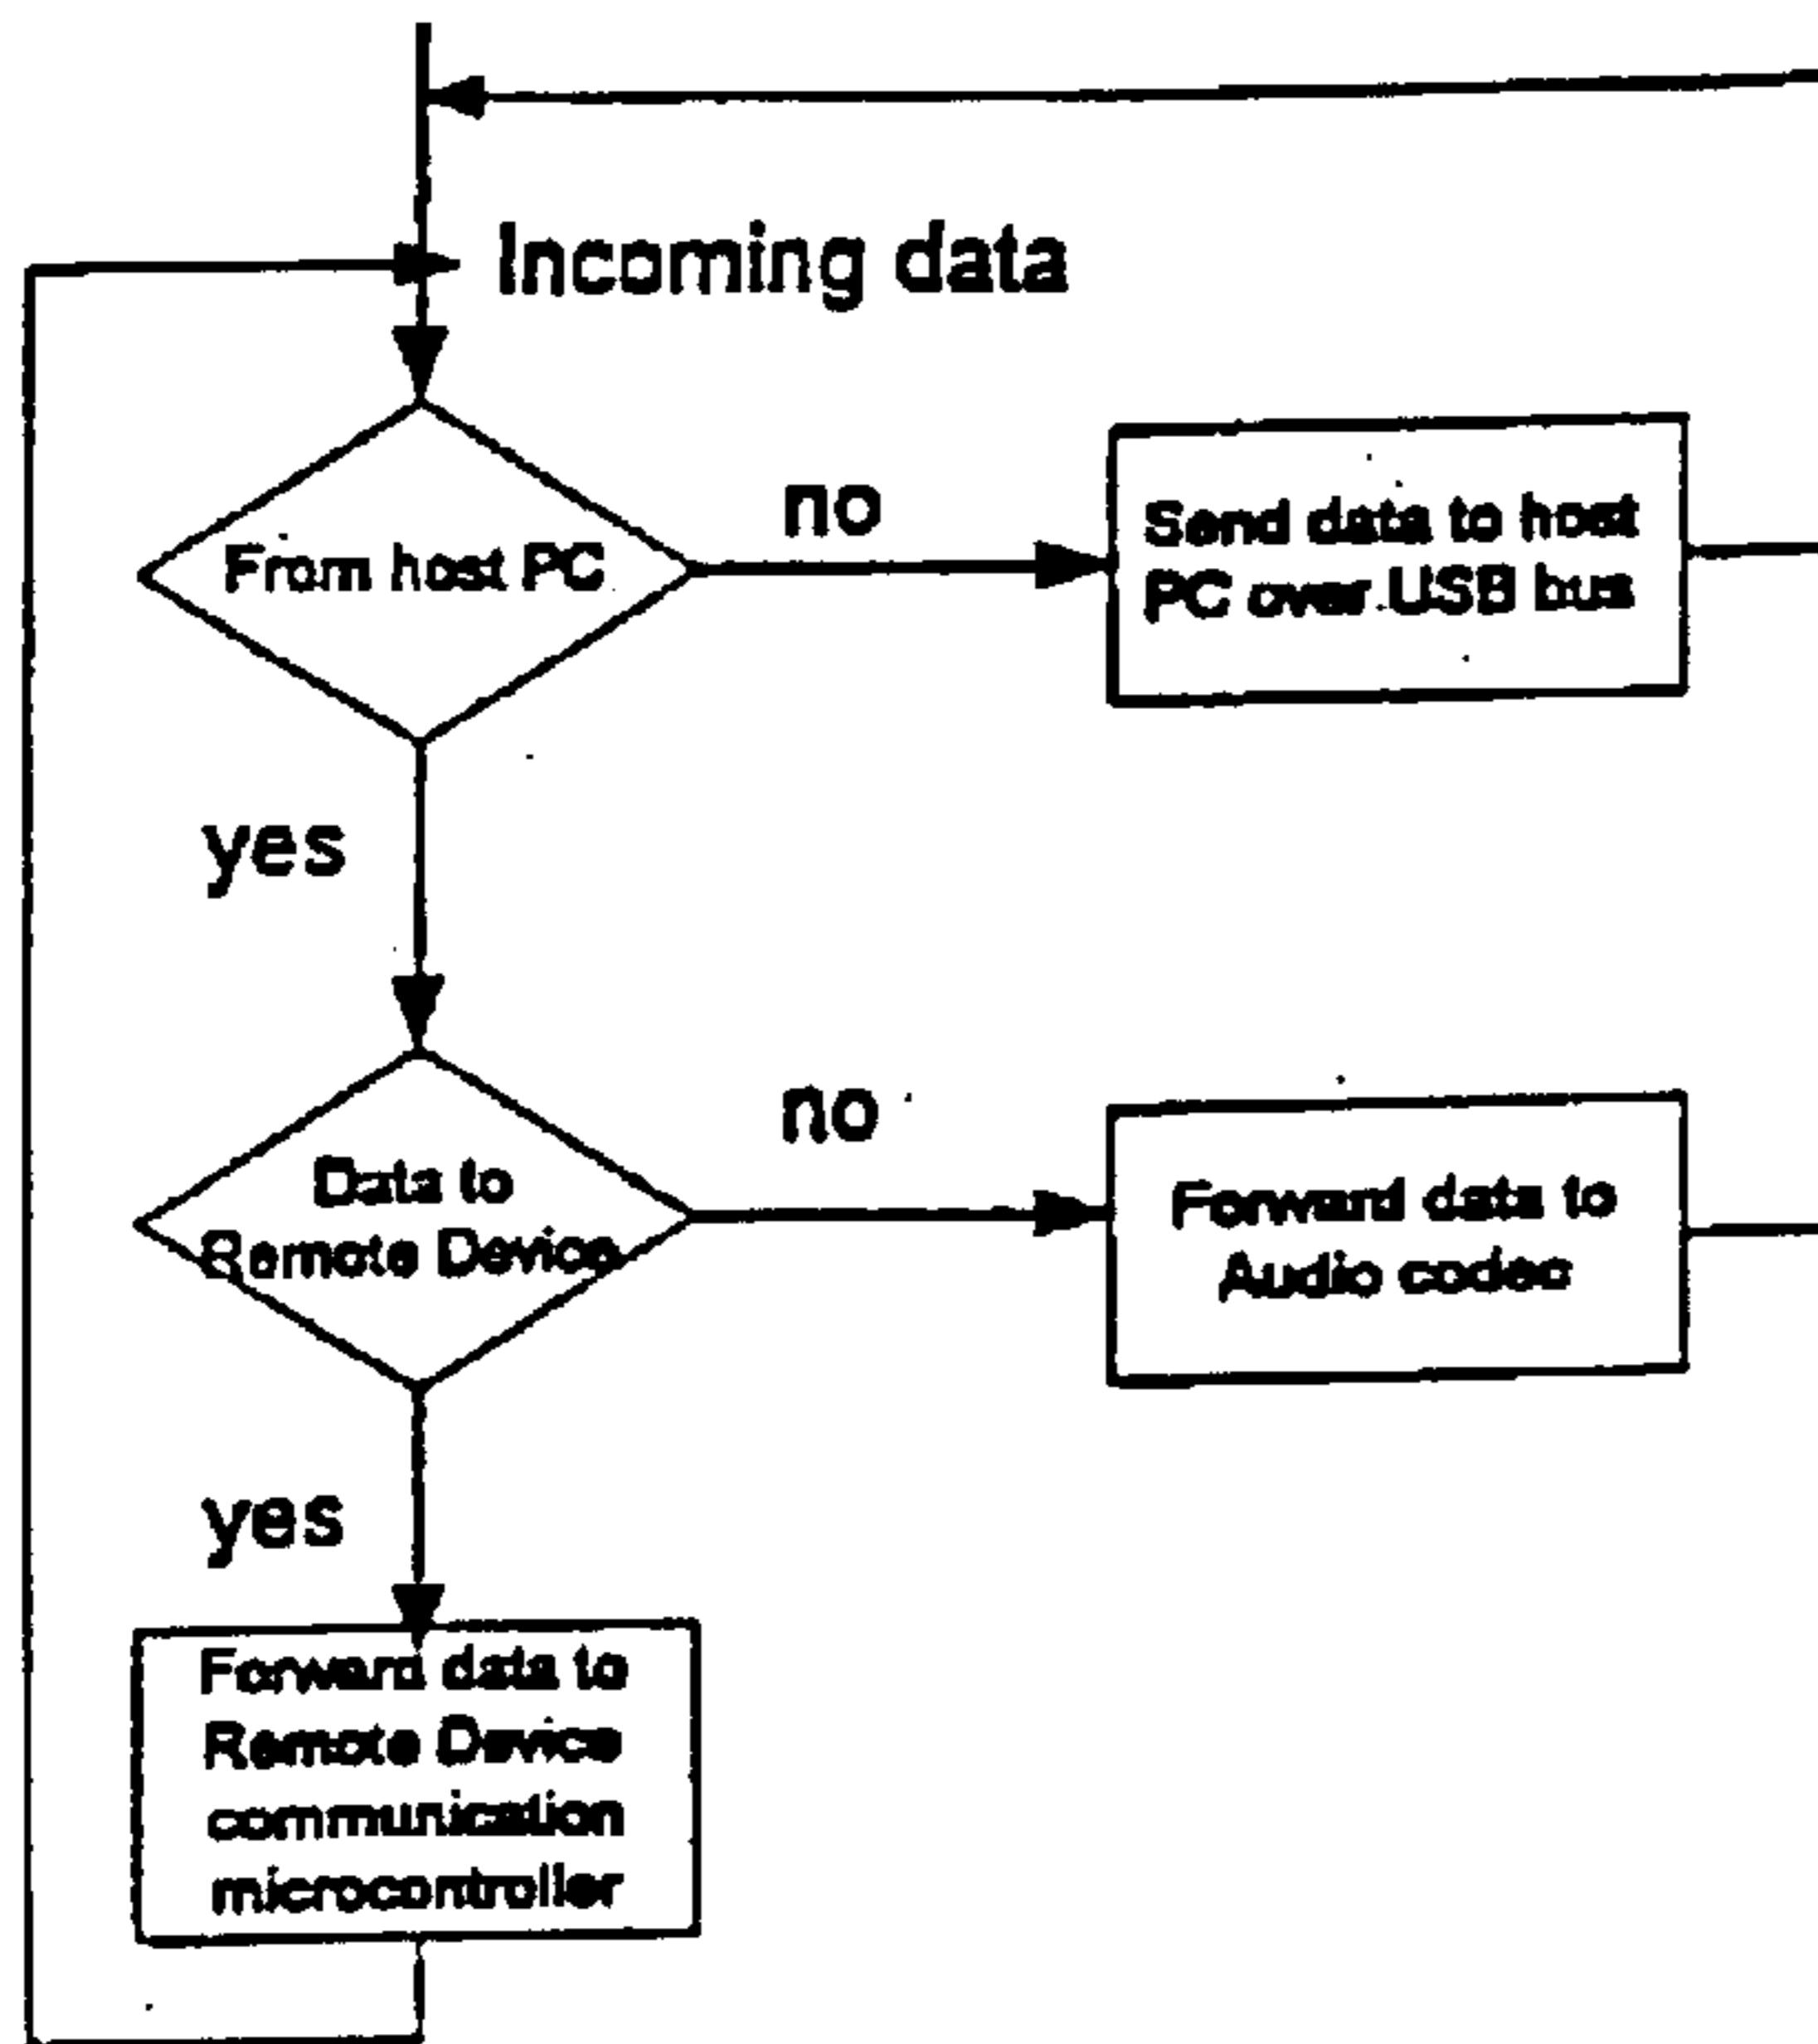 Incoming data
From host PC
no
Send data to host
PC over USB bus
yes
Data to
Remote Device
no
Forward data to
Audio codec
yes
Forward data to
Remote Device
communication
microcontroller